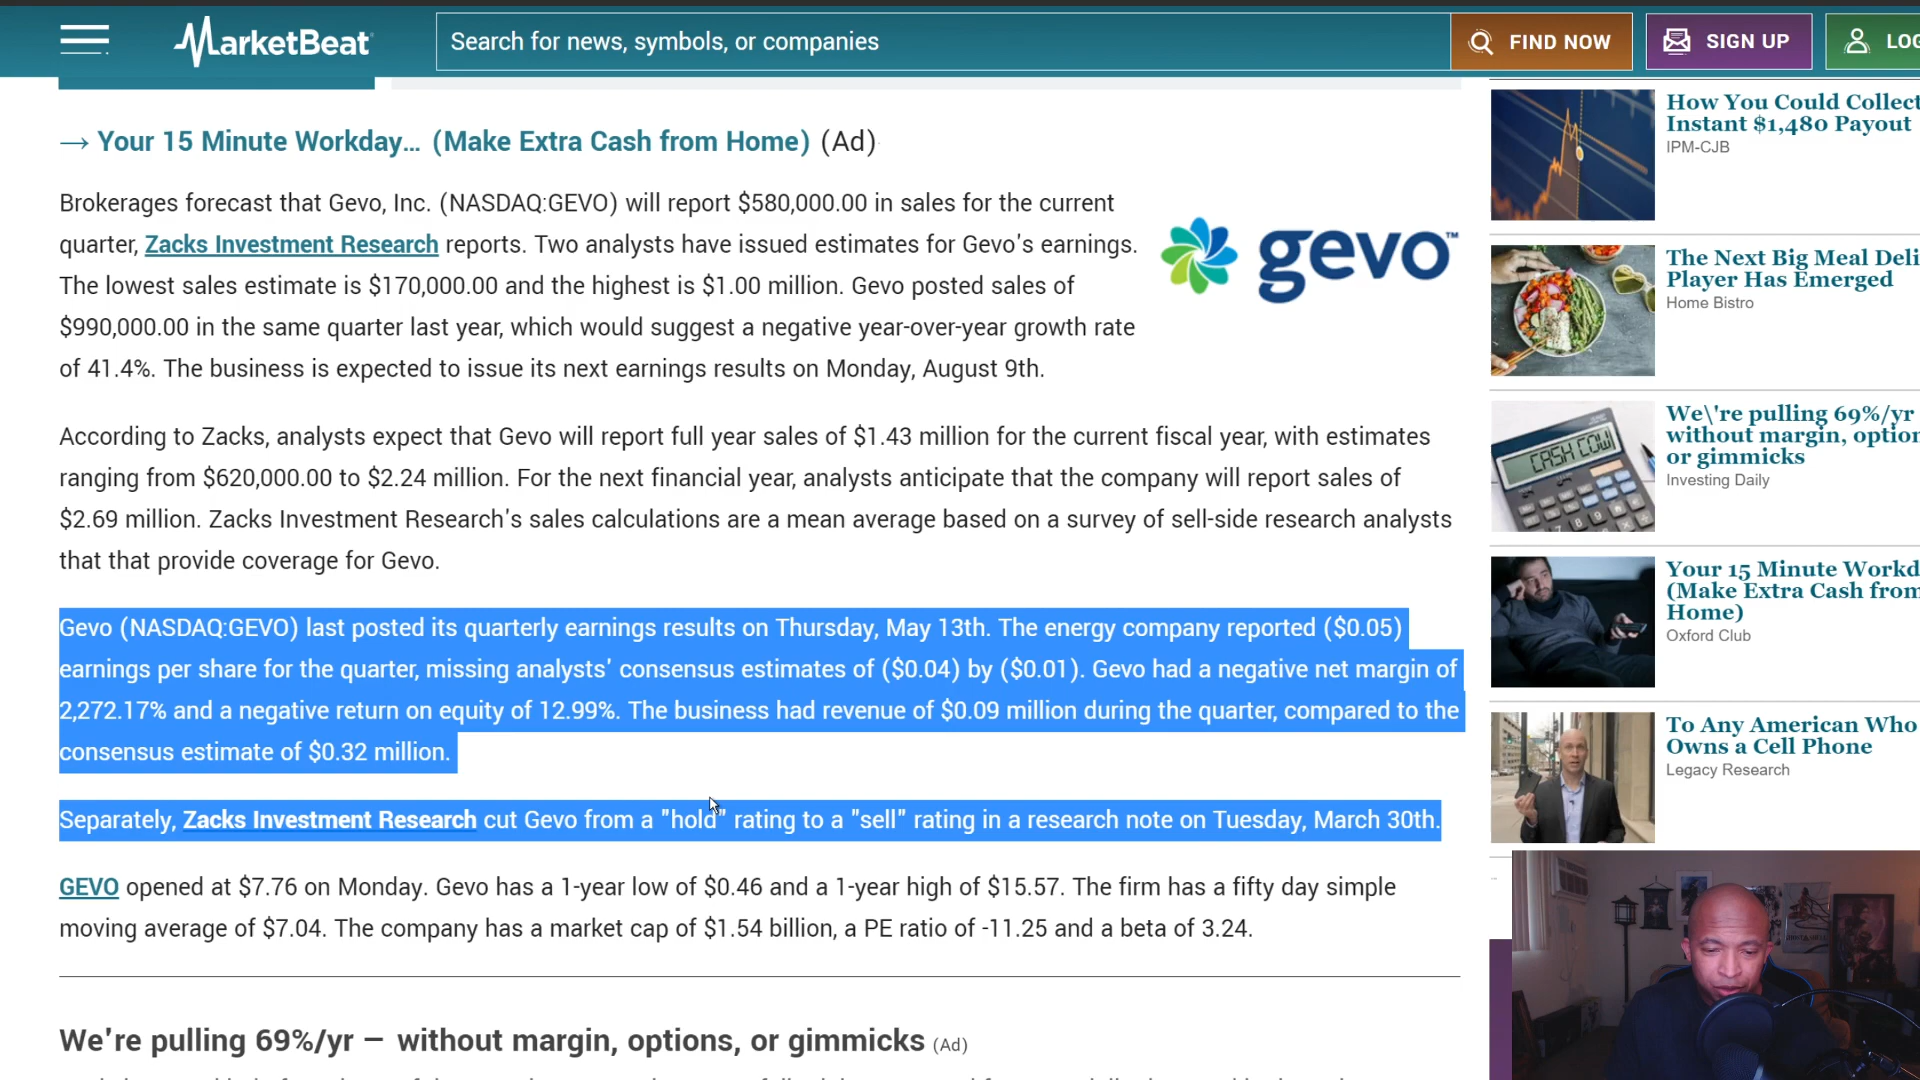 MarketBeat
Search for news, symbols, or companies
FIND NOW
SIGN UP
→ Your 15 Minute Workday... (Make Extra Cash from Home) (Ad)
Brokerages forecast that Gevo, Inc. (NASDAQ:GEVO) will report $580,000.00 in sales for the current
quarter, Zacks Investment Research reports. Two analysts have issued estimates for Gevo's earnings.
The lowest sales estimate is $170,000.00 and the highest is $1.00 million. Gevo posted sales of
$990,000.00 in the same quarter last year, which would suggest a negative year-over-year growth rate
of 41.4%. The business is expected to issue its next earnings results on Monday, August 9th.
gevo™
According to Zacks, analysts expect that Gevo will report full year sales of $1.43 million for the current fiscal year, with estimates
ranging from $620,000.00 to $2.24 million. For the next financial year, analysts anticipate that the company will report sales of
$2.69 million. Zacks Investment Research's sales calculations are a mean average based on a survey of sell-side research analysts
that that provide coverage for Gevo.
Gevo (NASDAQ:GEVO) last posted its quarterly earnings results on Thursday, May 13th. The energy company reported ($0.05)
earnings per share for the quarter, missing analysts' consensus estimates of ($0.04) by ($0.01). Gevo had a negative net margin of
2,272.17% and a negative return on equity of 12.99%. The business had revenue of $0.09 million during the quarter, compared to the
consensus estimate of $0.32 million.
Separately, Zacks Investment Research cut Gevo from a "hold" rating to a "sell" rating in a research note on Tuesday, March 30th.
GEVO opened at $7.76 on Monday. Gevo has a 1-year low of $0.46 and a 1-year high of $15.57. The firm has a fifty day simple
moving average of $7.04. The company has a market cap of $1.54 billion, a PE ratio of -11.25 and a beta of 3.24.
We're pulling 69%/yr — without margin, options, or gimmicks (Ad)
How You Could Collect
Instant $1,480 Payout
IPM-CJB
The Next Big Meal Deli
Player Has Emerged
Home Bistro
CASH COW
We\'re pulling 69%/yr
without margin, option
or gimmicks
Investing Daily
Your 15 Minute Workd
(Make Extra Cash from
Home)
Oxford Club
To Any American Who
Owns a Cell Phone
Legacy Research